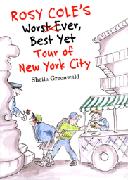 ROSY COLE'S
Worst Ever,
&
Best Yet
Tour of
New York City
Sheila Greenwald